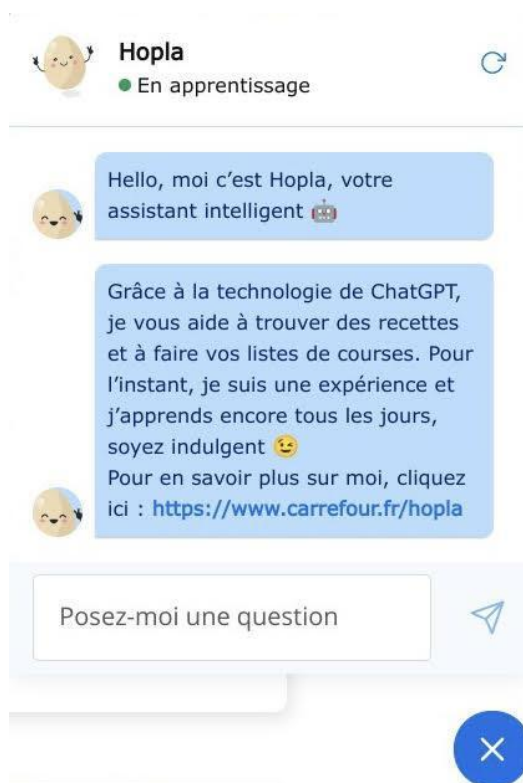 Hopla
En apprentissage
Hello, moi c’est Hopla, votre
assistant intelligent 🤖
Grâce à la technologie de ChatGPT,
je vous aide à trouver des recettes
et à faire vos listes de courses. Pour
l’instant, je suis une expérience et
j’apprends encore tous les jours,
soyez indulgent 😉
Pour en savoir plus sur moi, cliquez
ici : https://www.carrefour.fr/hopla
Posez-moi une question